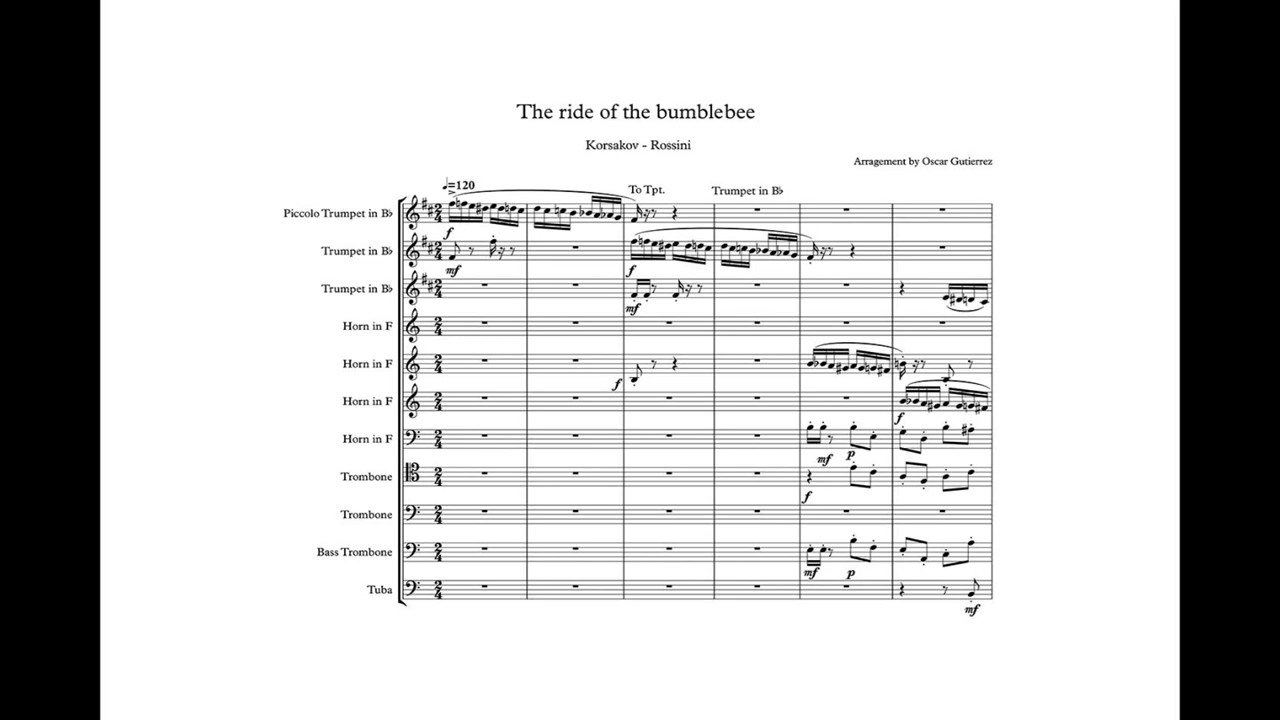 The ride of the bumblebee
Korsakov - Rossini
Arragement by Oscar Gutierrez
♩=120
To Tpt.
Trumpet in B♭
Piccolo Trumpet in B♭
f
Trumpet in B♭
mf
f
Trumpet in B♭
mf
Horn in F
Horn in F
f
Horn in F
f
Horn in F
mf
p
Trombone
f
Trombone
Bass Trombone
mf
p
Tuba
mf